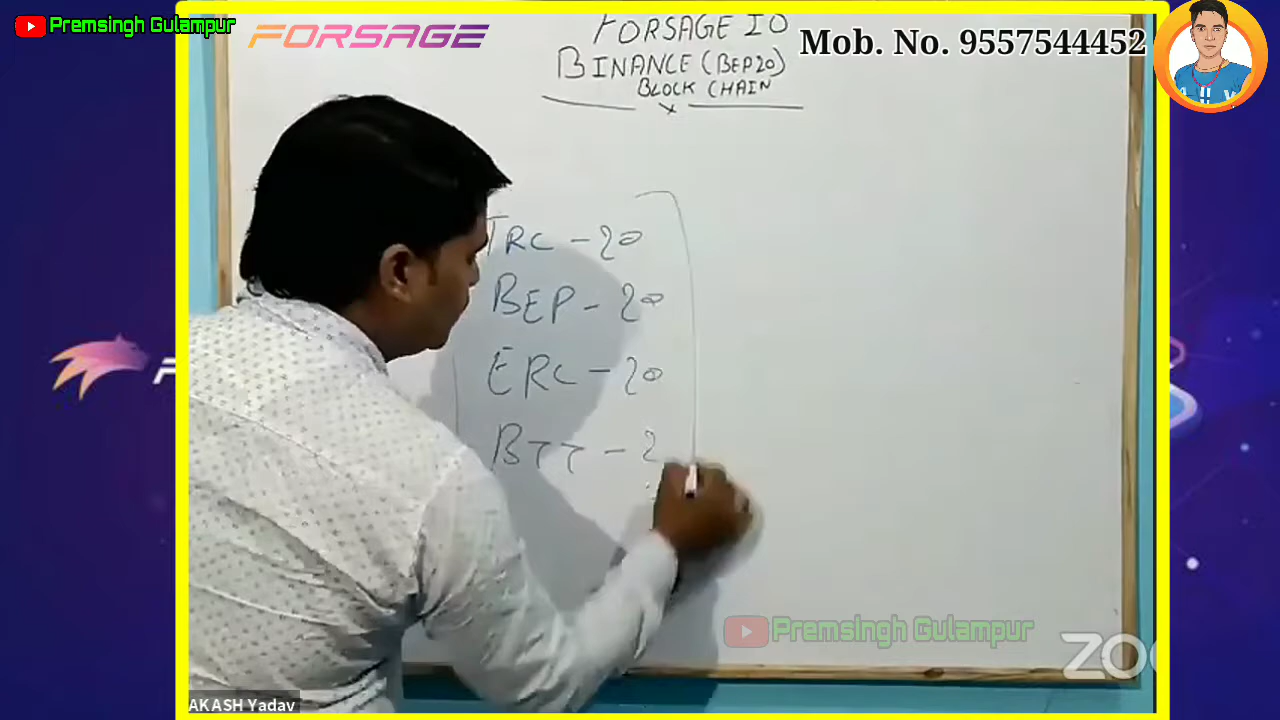 Premsingh Gulampur
FORSAGE
Mob. No. 9557544452
FORSAGE IO
BINANCE (BEP20)
BLOCK CHAIN
TRC - 20
BEP - 20
ERC - 20
BTT - 2
Premsingh Gulampur
ZOO
AKASH Yadav